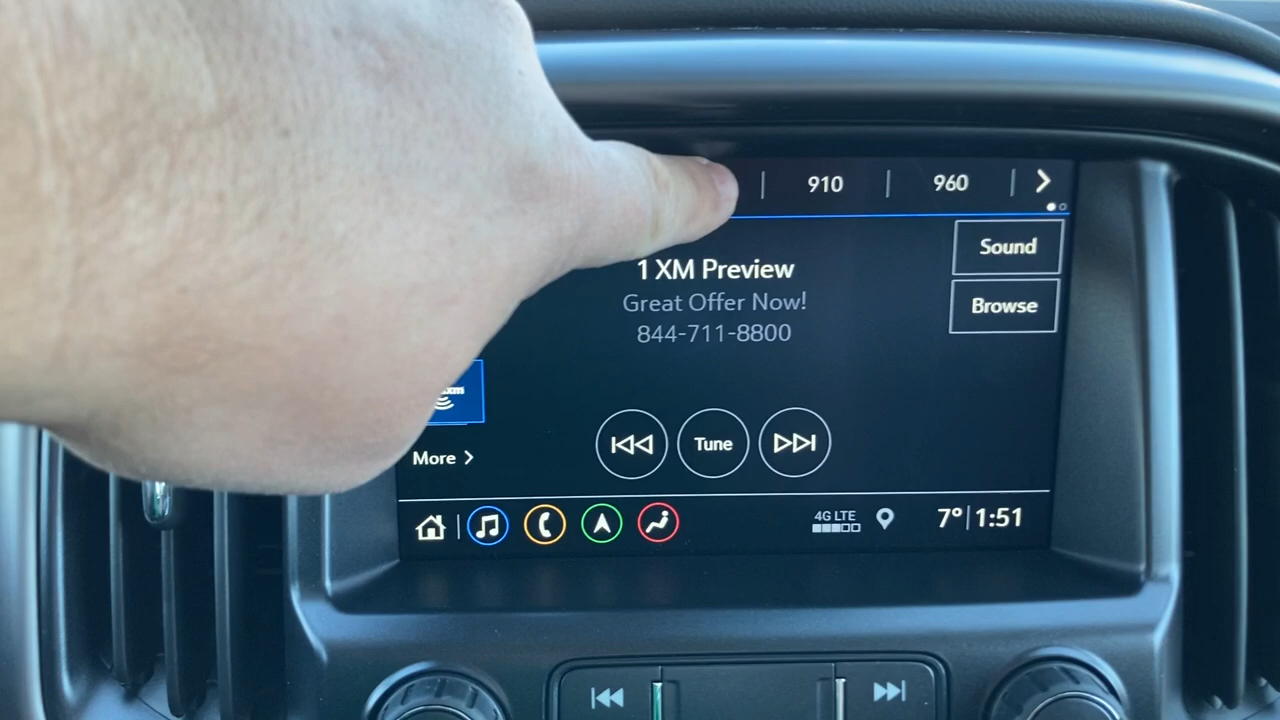 910
960
Sound
1 XM Preview
Great Offer Now!
Browse
844-711-8800
More
Tune
4G LTE
7° 1:51